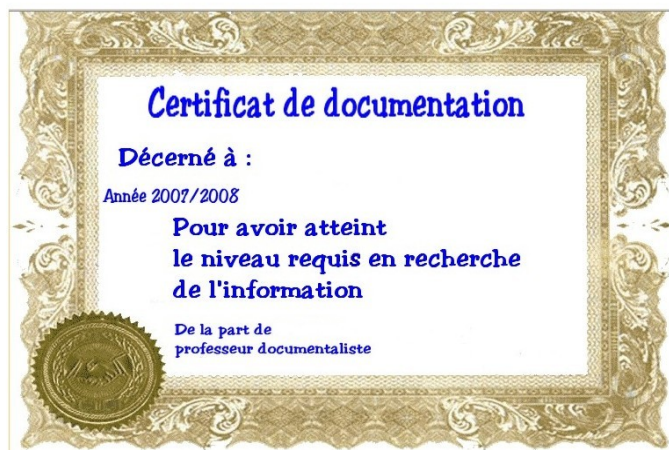 Certificat de documentation
Décerné à :
Année 2007/2008
Pour avoir atteint
le niveau requis en recherche
de l'information
De la part de
professeur documentaliste